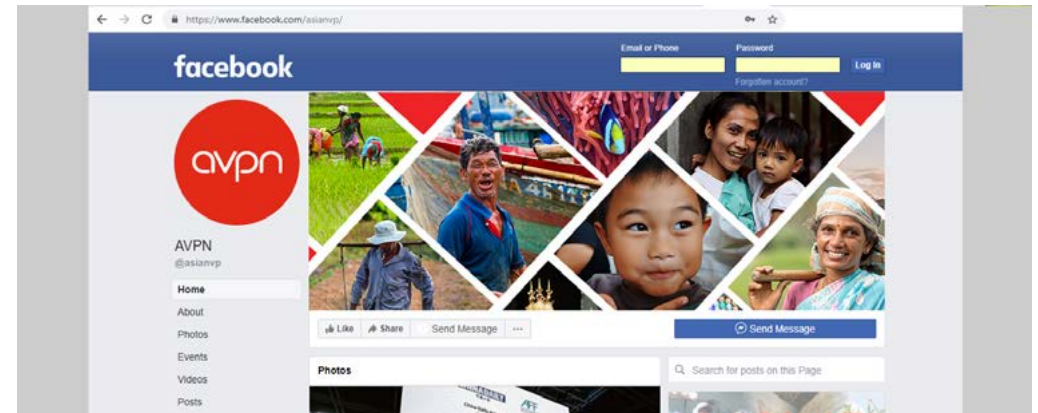 https://www.facebook.com/asianvp/
facebook
Email or Phone
Password
Log In
Forgotten account?
avpn
AVPN
@asianvp
Home
About
Photos
Events
Videos
Posts
Like
Share
Send Message
Send Message
Photos
Search for posts on this Page